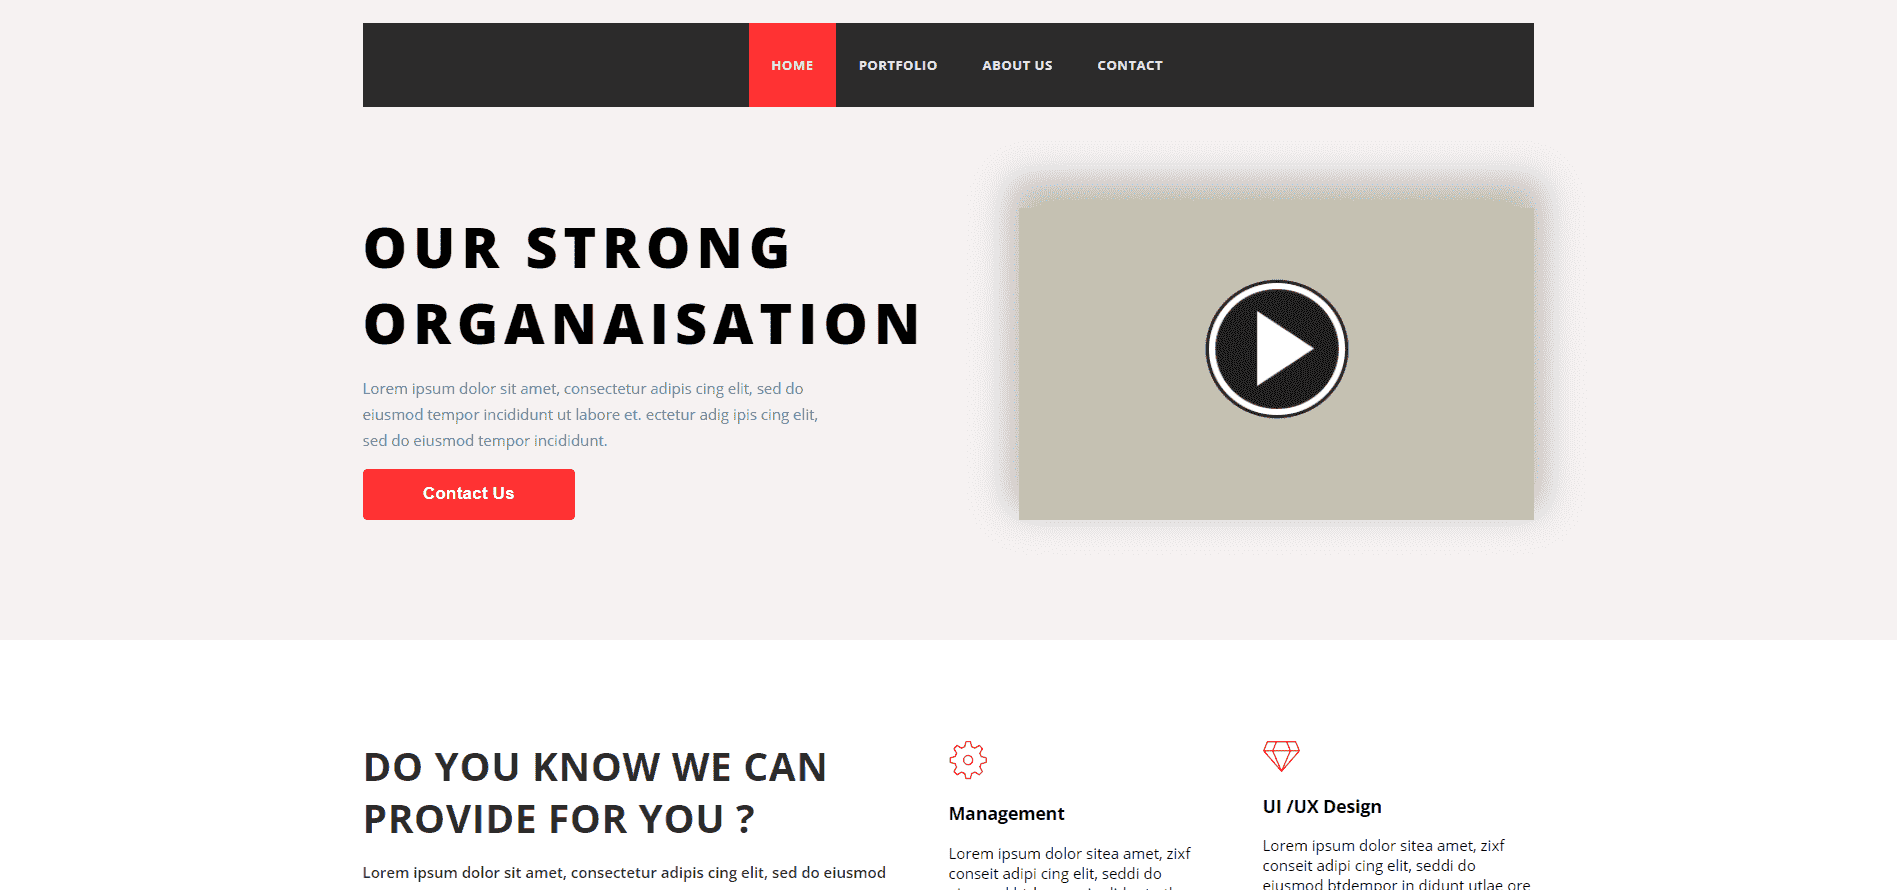 HOME PORTFOLIO ABOUT US CONTACT
OUR STRONG
ORGANAISATION
Lorem ipsum dolor sit amet, consectetur adipis cing elit, sed do
eiusmod tempor incididunt ut labore et. ectetur adig ipis cing elit,
sed do eiusmod tempor incididunt.
Contact Us
DO YOU KNOW WE CAN
PROVIDE FOR YOU ?
Lorem ipsum dolor sit amet, consectetur adipis cing elit, sed do eiusmod
Management
Lorem ipsum dolor sitea amet, zixf
conseit adipi cing elit, seddi do
UI /UX Design
Lorem ipsum dolor sitea amet, zixf
conseit adipi cing elit, seddi do
eiusmod btdempor in didunt utlae ore